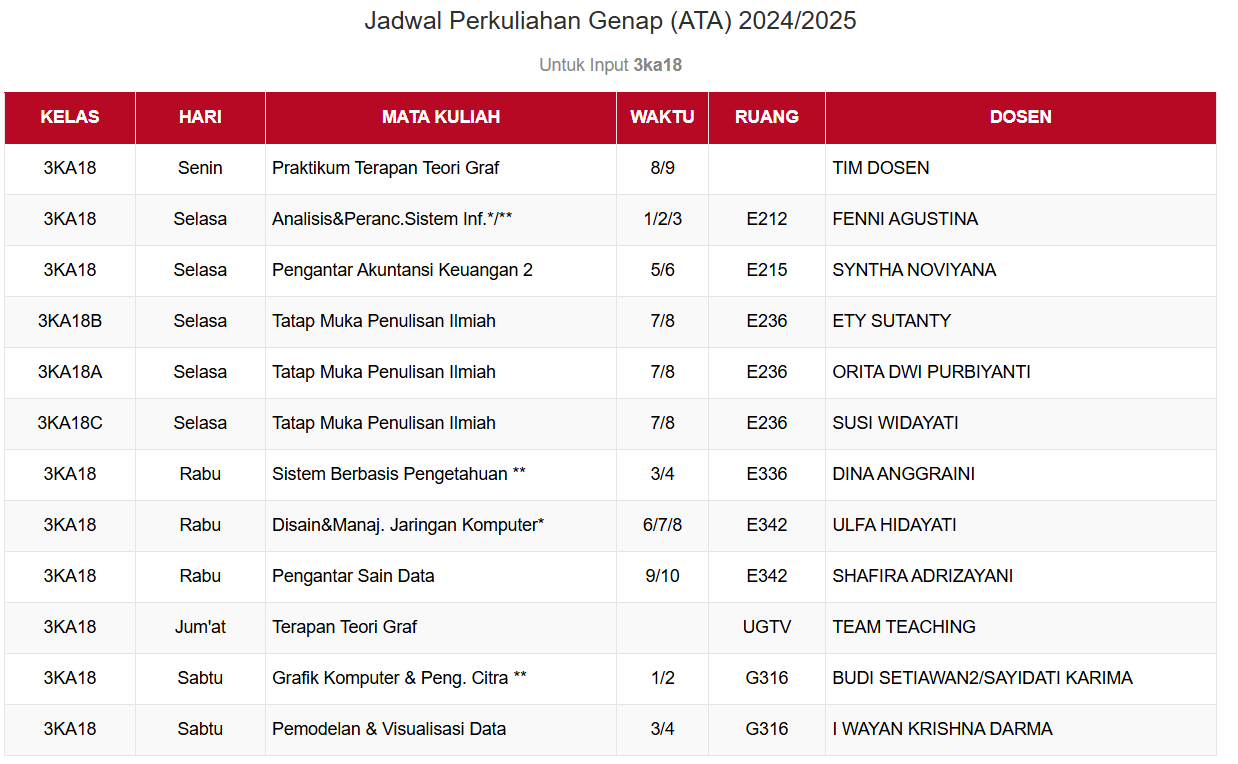 Jadwal Perkuliahan Genap (ATA) 2024/2025
Untuk Input 3ka18
KELAS HARI MATA KULIAH WAKTU RUANG DOSEN
3KA18 Senin Praktikum Terapan Teori Graf 8/9 TIM DOSEN
3KA18 Selasa Analisis&Peranc.Sistem Inf.*/** 1/2/3 E212 FENNI AGUSTINA
3KA18 Selasa Pengantar Akuntansi Keuangan 2 5/6 E215 SYNTHA NOVIYANA
3KA18B Selasa Tatap Muka Penulisan Ilmiah 7/8 E236 ETY SUTANTY
3KA18A Selasa Tatap Muka Penulisan Ilmiah 7/8 E236 ORITA DWI PURBIYANTI
3KA18C Selasa Tatap Muka Penulisan Ilmiah 7/8 E236 SUSI WIDAYATI
3KA18 Rabu Sistem Berbasis Pengetahuan ** 3/4 E336 DINA ANGGRAINI
3KA18 Rabu Disain&Manaj. Jaringan Komputer* 6/7/8 E342 ULFA HIDAYATI
3KA18 Rabu Pengantar Sain Data 9/10 E342 SHAFIRA ADRIZAYANI
3KA18 Jum'at Terapan Teori Graf UGTV TEAM TEACHING
3KA18 Sabtu Grafik Komputer & Peng. Citra ** 1/2 G316 BUDI SETIAWAN2/SAYIDATI KARIMA
3KA18 Sabtu Pemodelan & Visualisasi Data 3/4 G316 I WAYAN KRISHNA DARMA